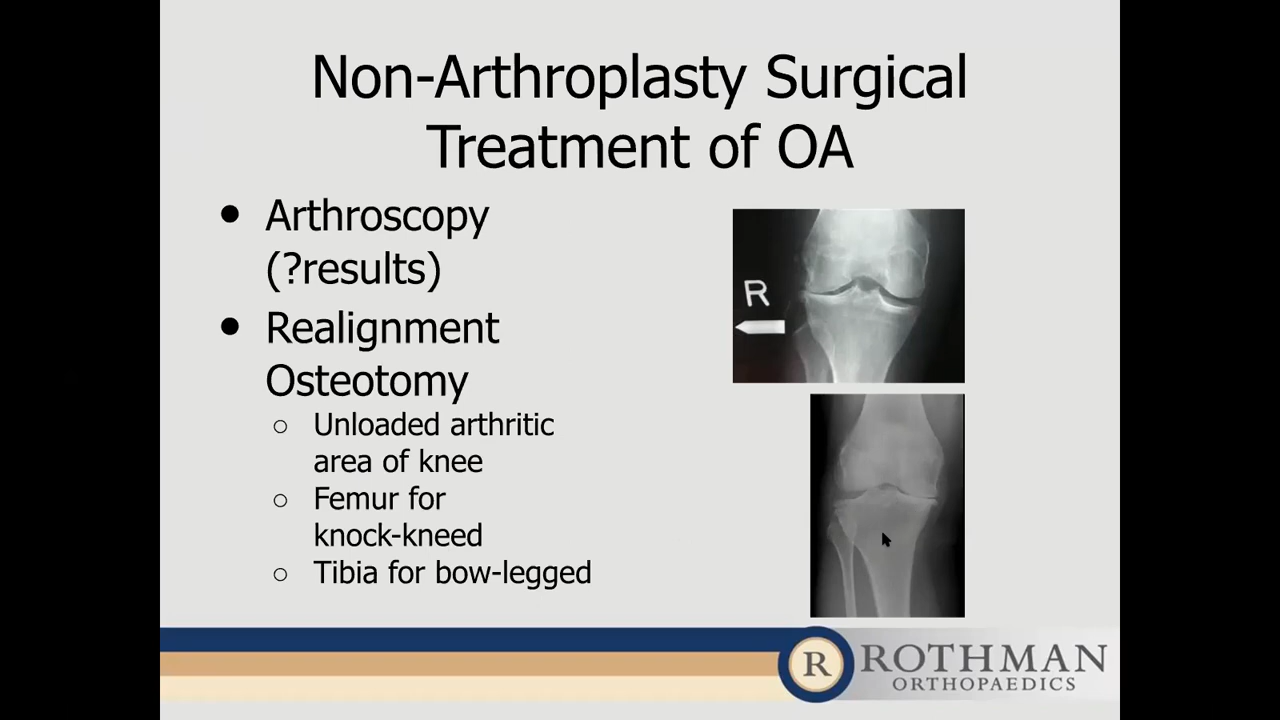 Non-Arthroplasty Surgical
Treatment of OA
● Arthroscopy
(?results)
● Realignment
Osteotomy
○ Unloaded arthritic
area of knee
○ Femur for
knock-kneed
○ Tibia for bow-legged
R
R ROTHMAN
ORTHOPAEDICS